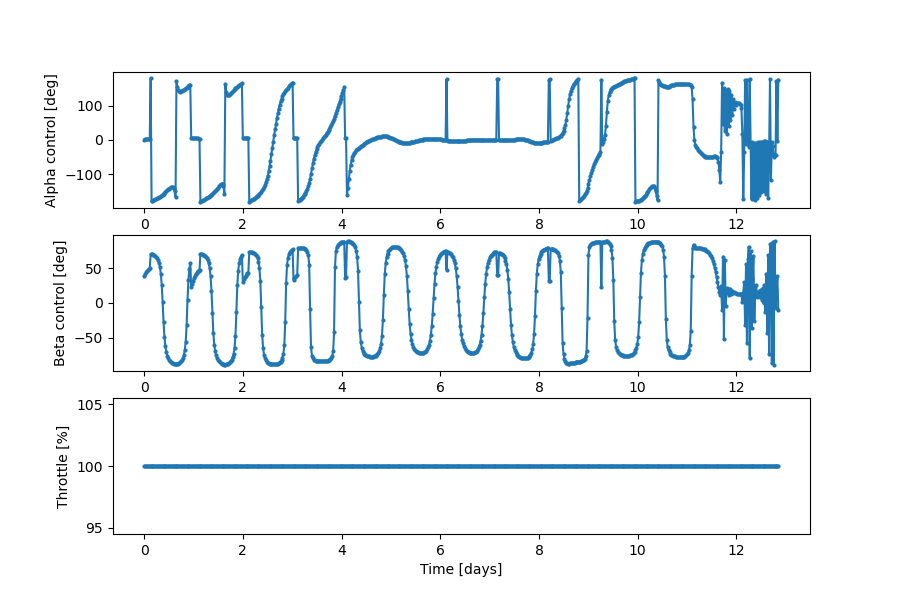 Alpha control [deg]
100
0
−100
0 2 4 6 8 10 12
Beta control [deg]
50
0
−50
0 2 4 6 8 10 12
Throttle [%]
105
100
95
0 2 4 6 8 10 12
Time [days]